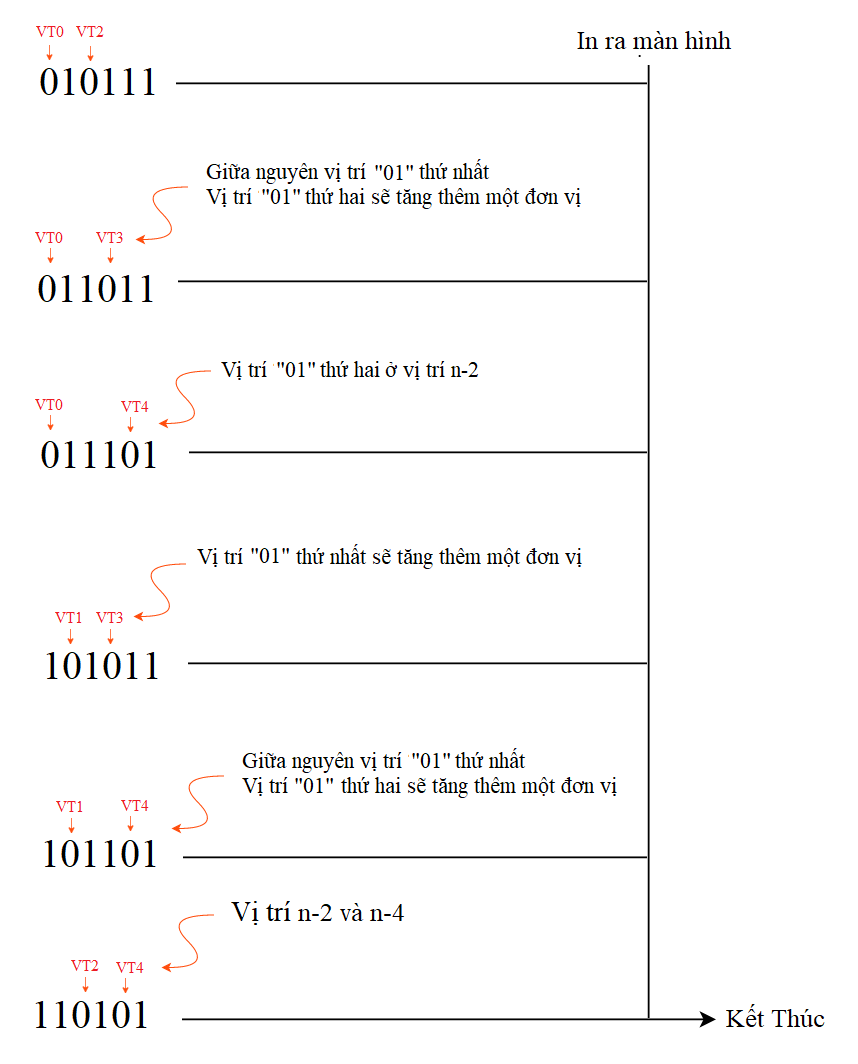 VT0 VT2
In ra màn hình
010111
Giữa nguyên vị trí "01" thứ nhất
Vị trí "01" thứ hai sẽ tăng thêm một đơn vị
VT0 VT3
011011
Vị trí "01" thứ hai ở vị trí n-2
VT0 VT4
011101
Vị trí "01" thứ nhất sẽ tăng thêm một đơn vị
VT1 VT3
101011
Giữa nguyên vị trí "01" thứ nhất
Vị trí "01" thứ hai sẽ tăng thêm một đơn vị
VT1 VT4
101101
Vị trí n-2 và n-4
VT2 VT4
110101
Kết Thúc